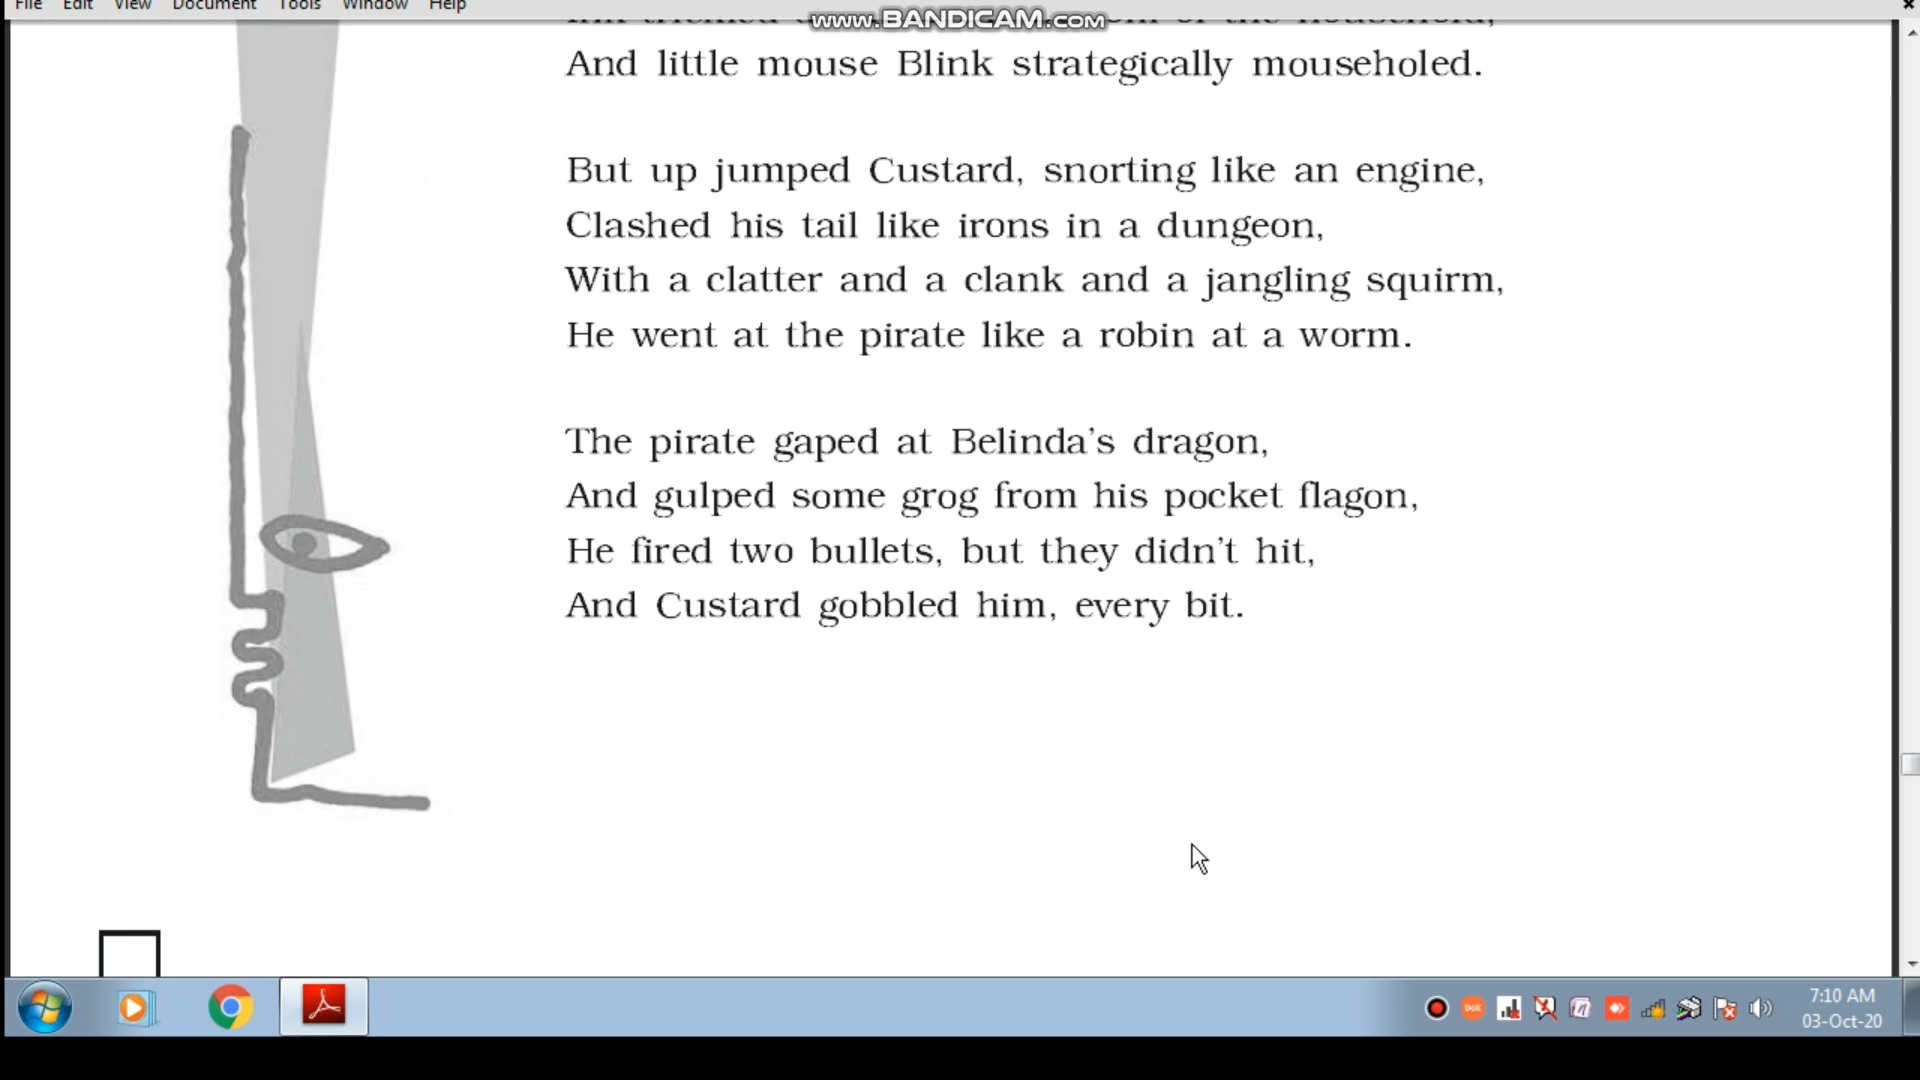 File Edit View Document Tools Window Help
www.BANDICAM.com
of the household,
And little mouse Blink strategically mouseholed.
But up jumped Custard, snorting like an engine,
Clashed his tail like irons in a dungeon,
With a clatter and a clank and a jangling squirm,
He went at the pirate like a robin at a worm.
The pirate gaped at Belinda’s dragon,
And gulped some grog from his pocket flagon,
He fired two bullets, but they didn’t hit,
And Custard gobbled him, every bit.
7:10 AM
03-Oct-20